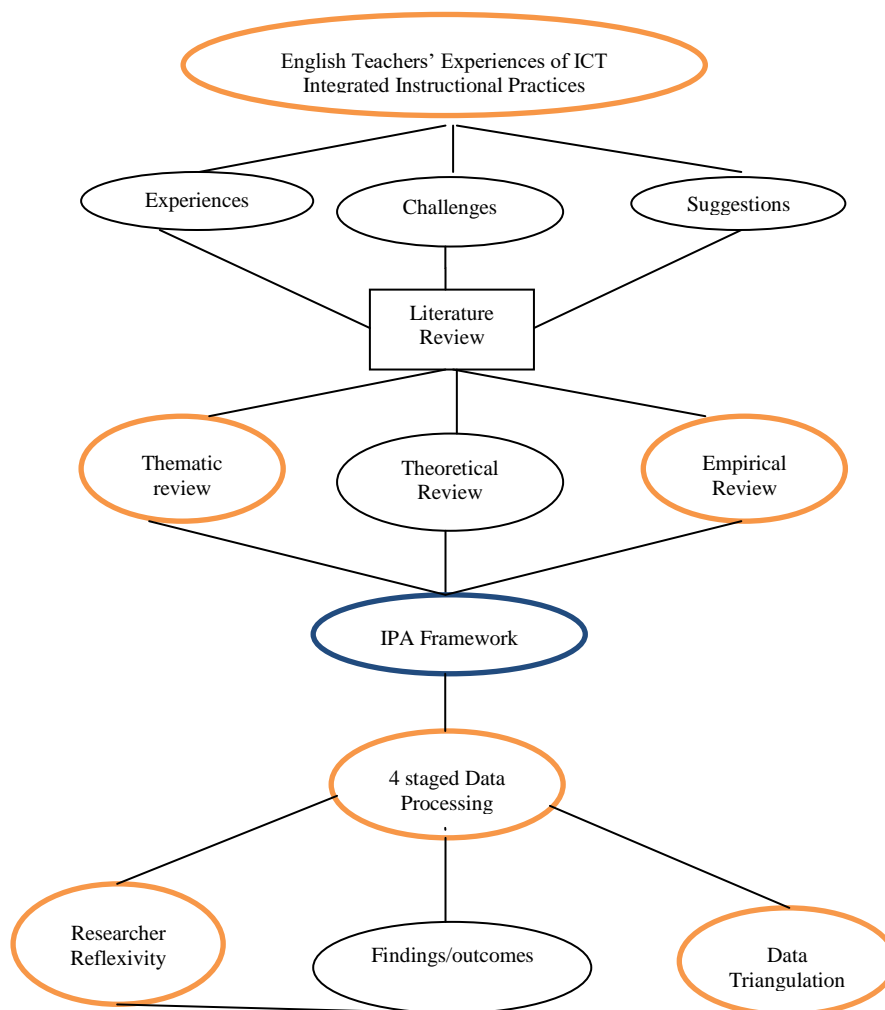 English Teachers’ Experiences of ICT
Integrated Instructional Practices
Experiences
Challenges
Suggestions
Literature
Review
Thematic
review
Theoretical
Review
Empirical
Review
IPA Framework
4 staged Data
Processing
.
Researcher
Reflexivity
Findings/outcomes
Data
Triangulation